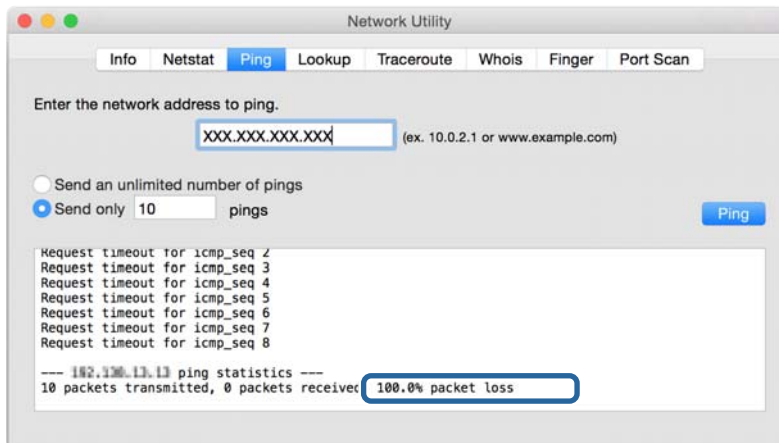 Network Utility
Info Netstat Ping Lookup Traceroute Whois Finger Port Scan
Enter the network address to ping.
XXX.XXX.XXX.XXX (ex. 10.0.2.1 or www.example.com)
Send an unlimited number of pings
Send only 10 pings
Ping
Request timeout for icmp_seq 2
Request timeout for icmp_seq 3
Request timeout for icmp_seq 4
Request timeout for icmp_seq 5
Request timeout for icmp_seq 6
Request timeout for icmp_seq 7
Request timeout for icmp_seq 8
--- ping statistics ---
10 packets transmitted, 0 packets received 100.0% packet loss